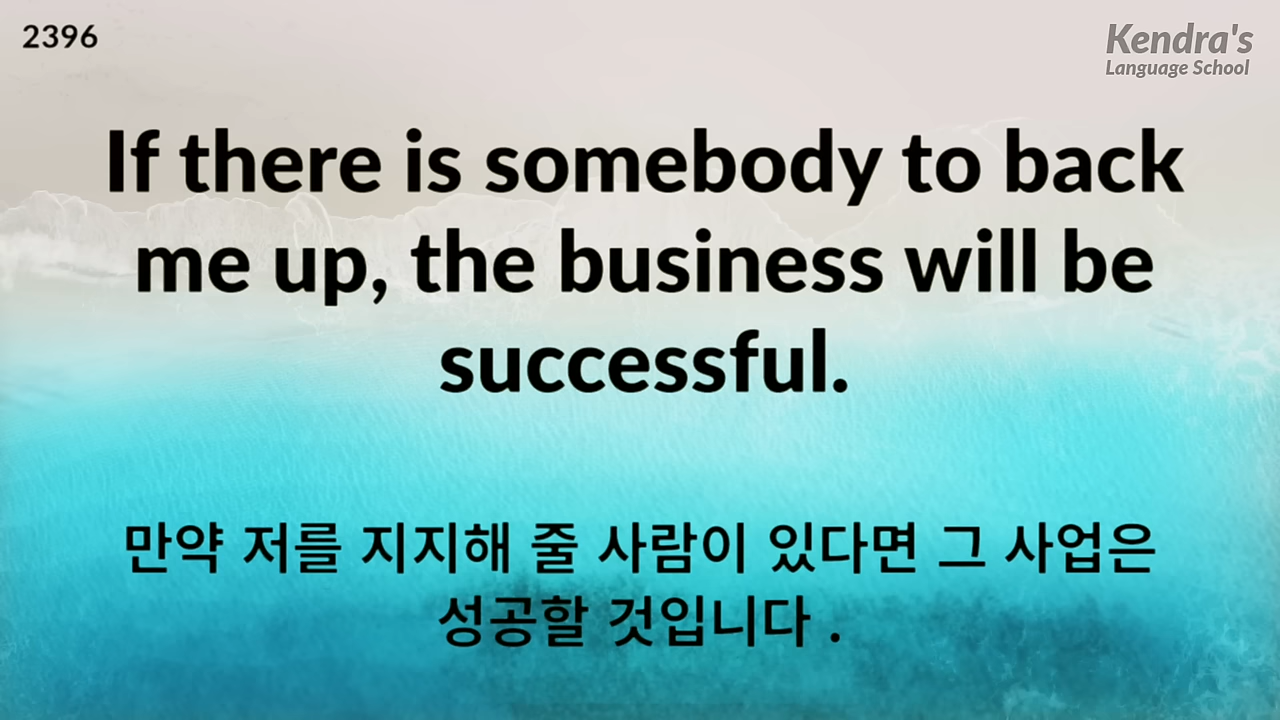 2396
Kendra's
Language School
If there is somebody to back
me up, the business will be
successful.
만약 저를 지지해 줄 사람이 있다면 그 사업은
성공할 것입니다 .